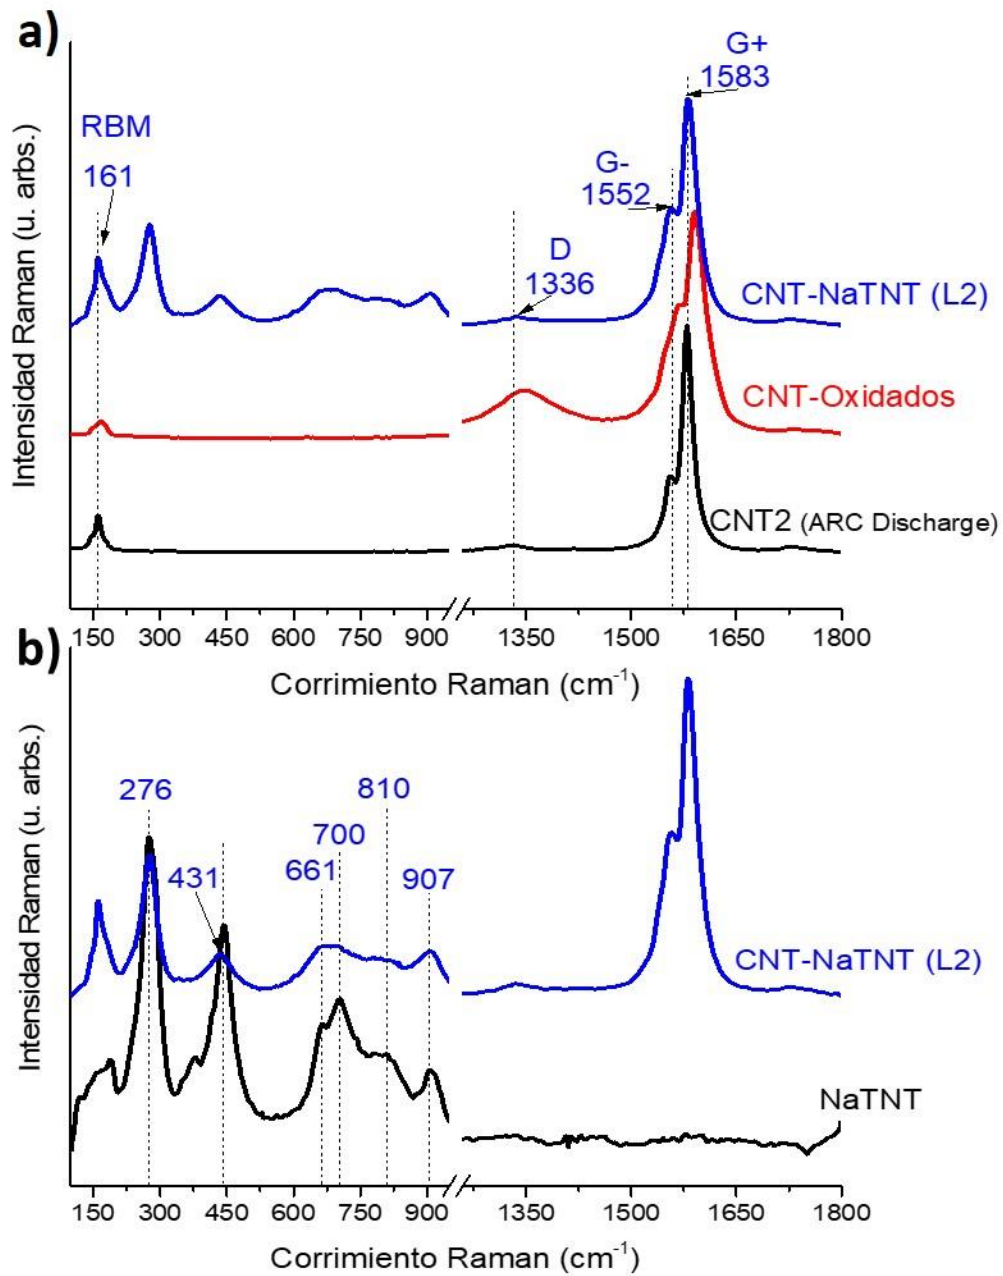 a)
G+
1583
RBM
161
G-
1552
D
1336
CNT-NaTNT (L2)
CNT-Oxidados
CNT2 (ARC Discharge)
Intensidad Raman (u. arbs.)
150 300 450 600 750 900 1350 1500 1650 1800
Corrimiento Raman (cm-1)
b)
276
810
700
431
661
907
CNT-NaTNT (L2)
NaTNT
Intensidad Raman (u. arbs.)
150 300 450 600 750 900 1350 1500 1650 1800
Corrimiento Raman (cm-1)